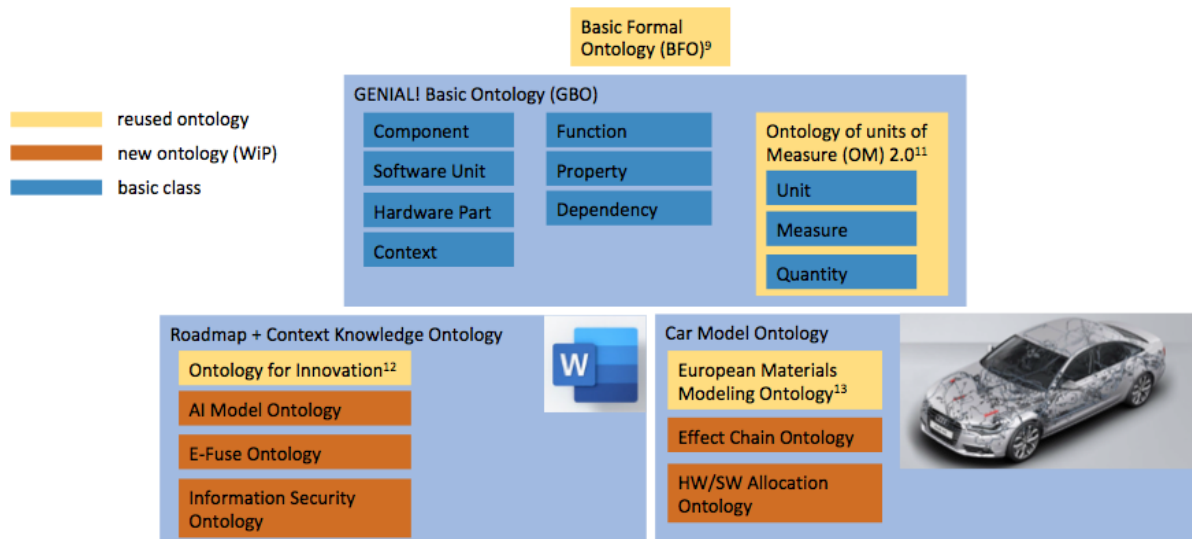 Basic Formal
Ontology (BFO)⁹
GENIAL! Basic Ontology (GBO)
reused ontology
new ontology (WiP)
basic class
Component
Software Unit
Hardware Part
Context
Function
Property
Dependency
Ontology of units of
Measure (OM) 2.0¹¹
Unit
Measure
Quantity
Roadmap + Context Knowledge Ontology
Ontology for Innovation¹²
AI Model Ontology
E-Fuse Ontology
Information Security
Ontology
W
Car Model Ontology
European Materials
Modeling Ontology¹³
Effect Chain Ontology
HW/SW Allocation
Ontology